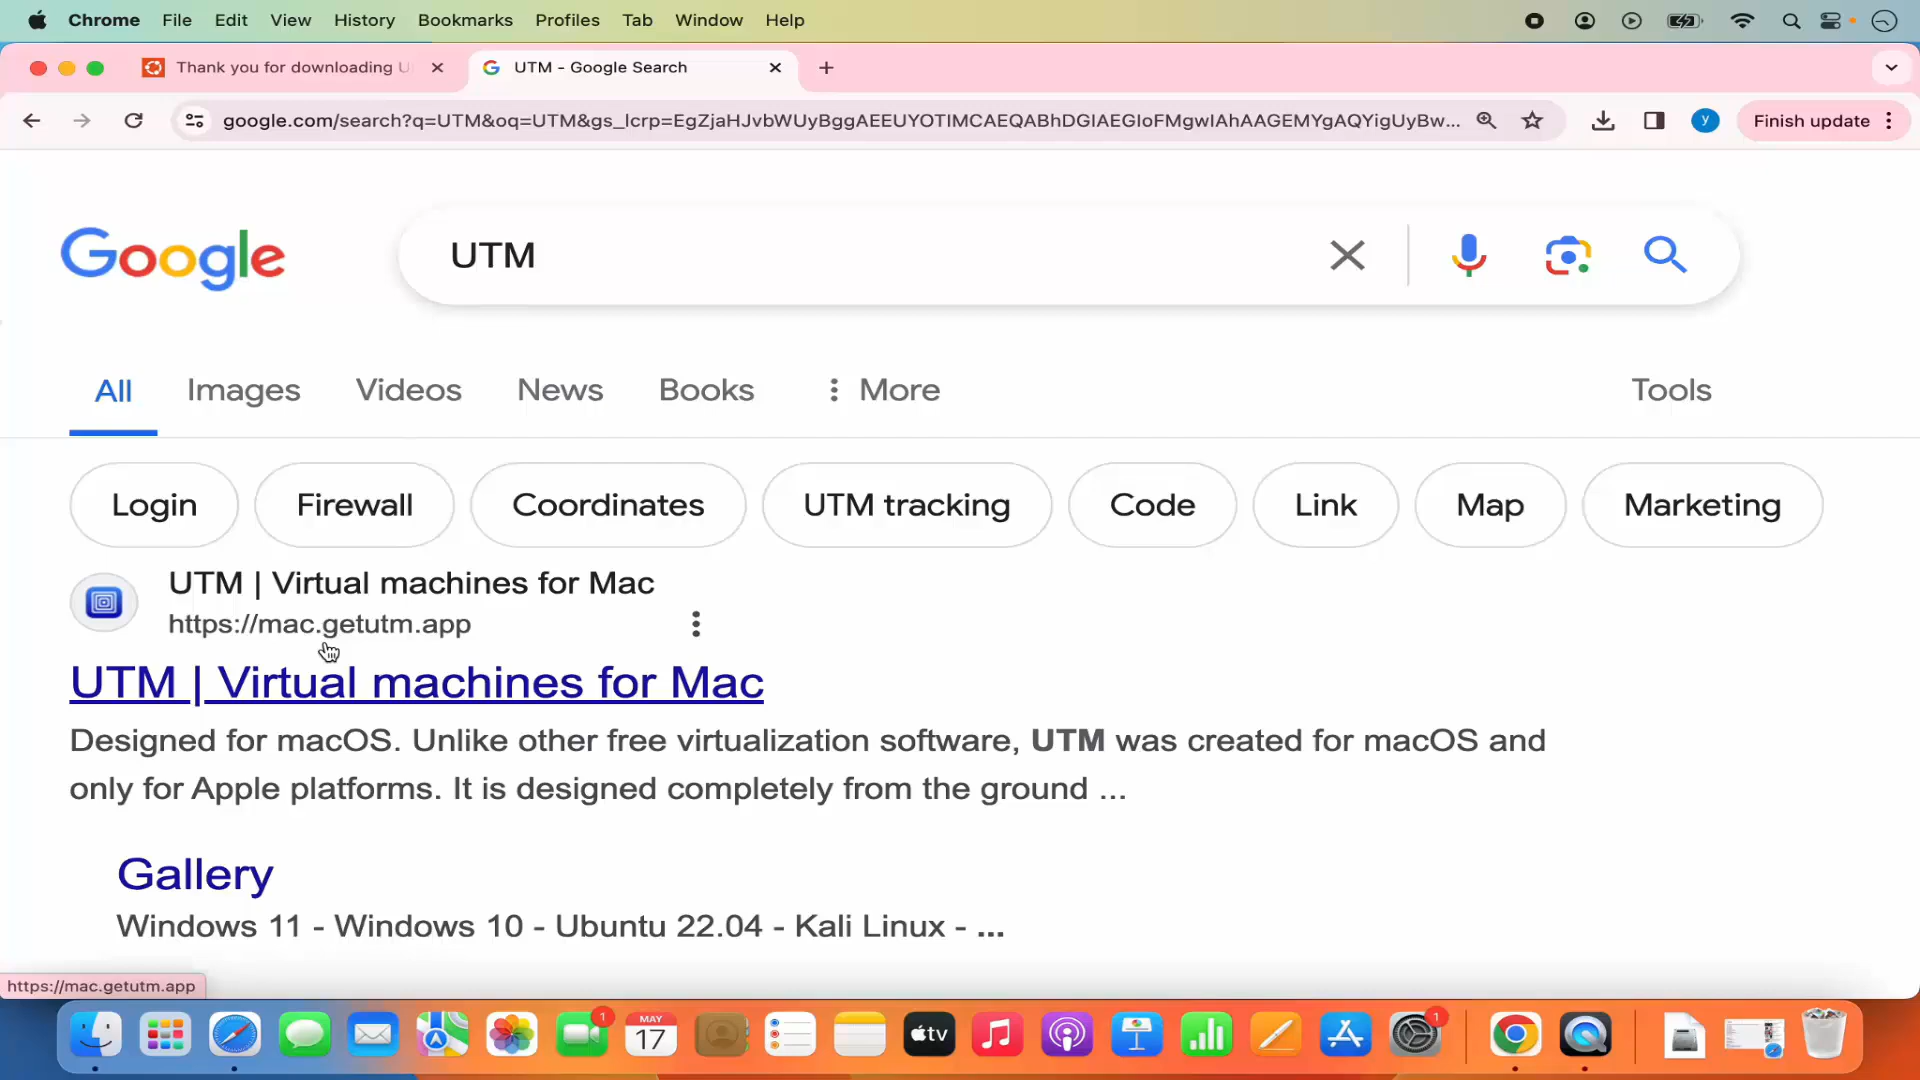 Chrome File Edit View History Bookmarks Profiles Tab Window Help
Thank you for downloading U UTM - Google Search
google.com/search?q=UTM&oq=UTM&gs_lcrp=EgZjaHJvbWUyBggAEEUYOTIMCAEQABhDGIAEGIoFMgwIAhAAGEMYgAQYigUyBw... y Finish update
Google UTM
All Images Videos News Books More Tools
Login Firewall Coordinates UTM tracking Code Link Map Marketing
UTM | Virtual machines for Mac
https://mac.getutm.app
UTM | Virtual machines for Mac
Designed for macOS. Unlike other free virtualization software, UTM was created for macOS and
only for Apple platforms. It is designed completely from the ground ...
Gallery
Windows 11 - Windows 10 - Ubuntu 22.04 - Kali Linux - ...
https://mac.getutm.app
1 MAY 17 tv 1